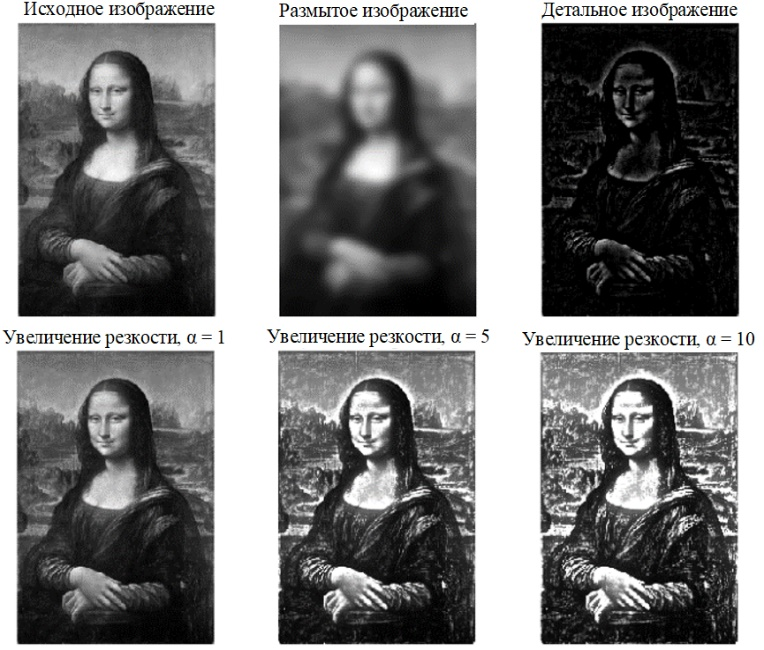 Исходное изображение
Размытое изображение
Детальное изображение
Увеличение резкости, α = 1
Увеличение резкости, α = 5
Увеличение резкости, α = 10